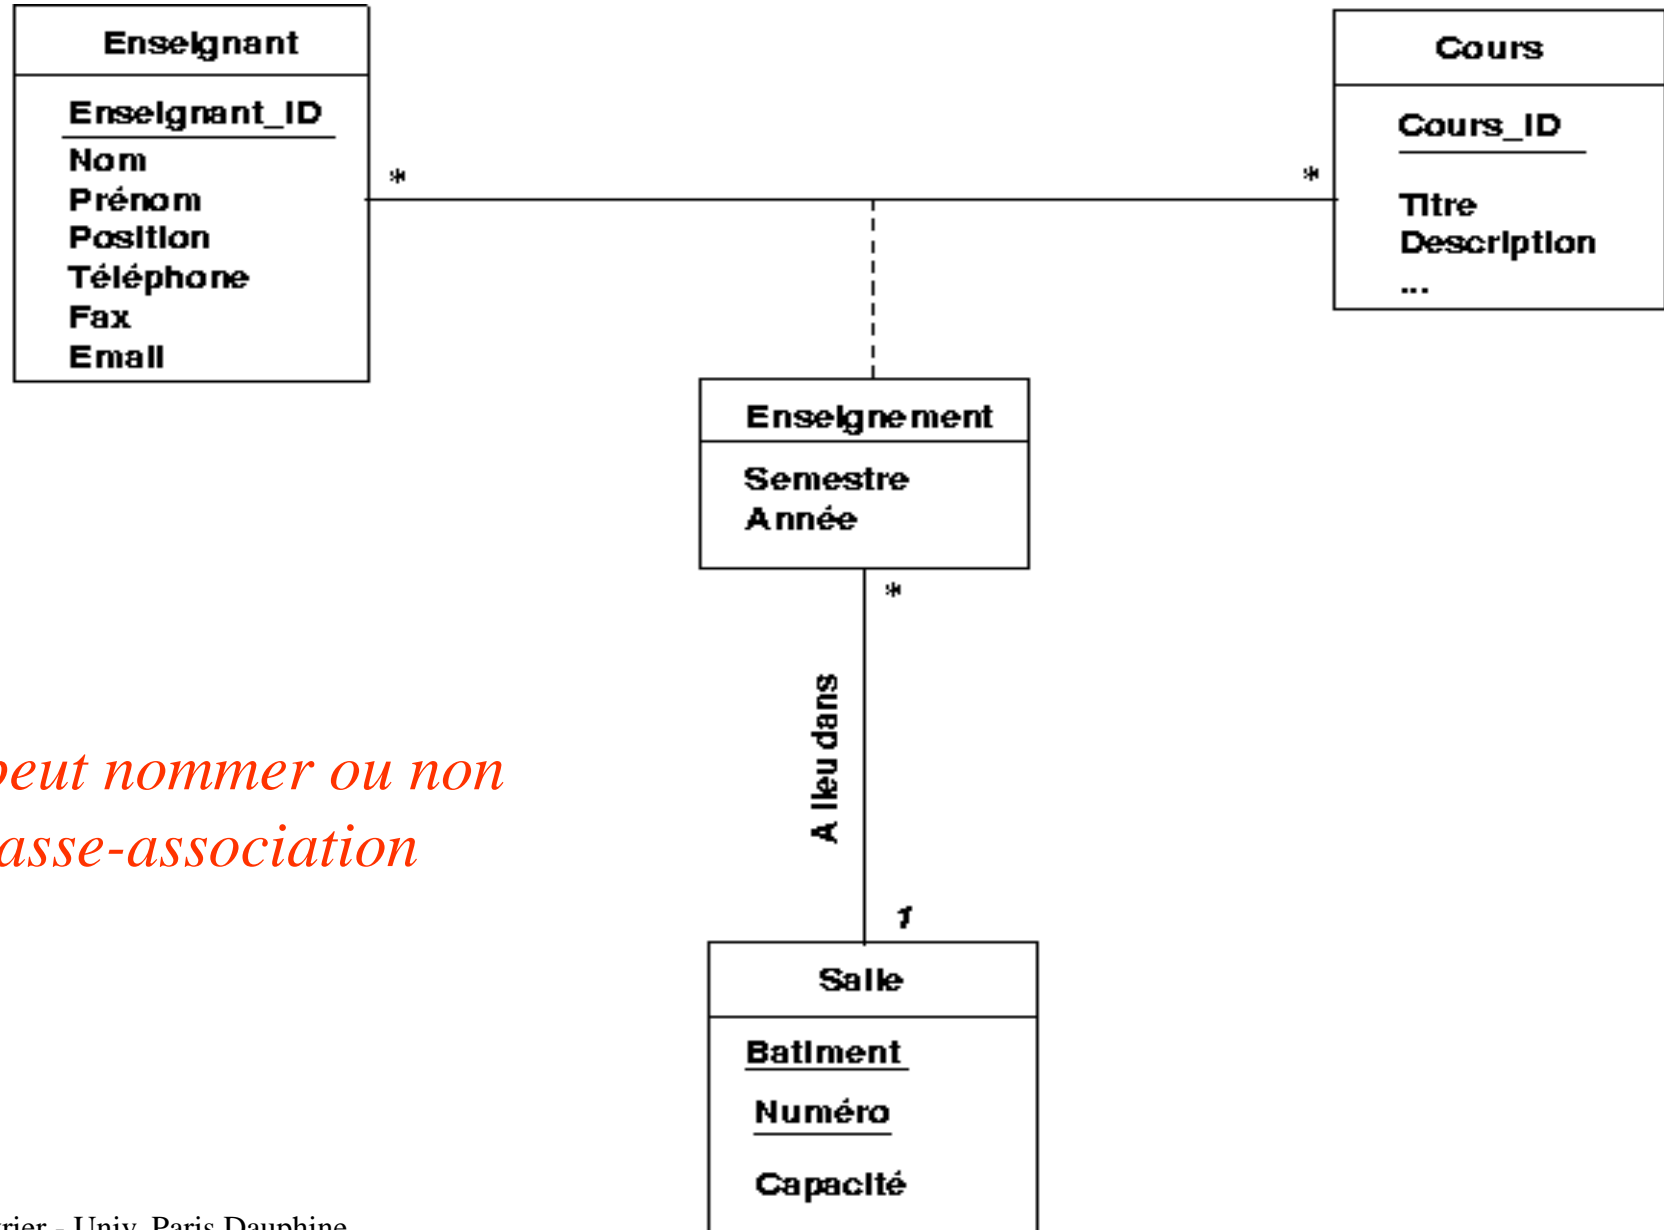 Enseignant
Enseignant_ID
Nom
Prénom
Position
Téléphone
Fax
Email
*
*
Cours
Cours_ID
Titre
Description
...
Enseignement
Semestre
Année
*
A lieu dans
1
peut nommer ou non
asse-association
Salle
Batiment
Numéro
Capacité
rier - Univ. Paris Dauphine